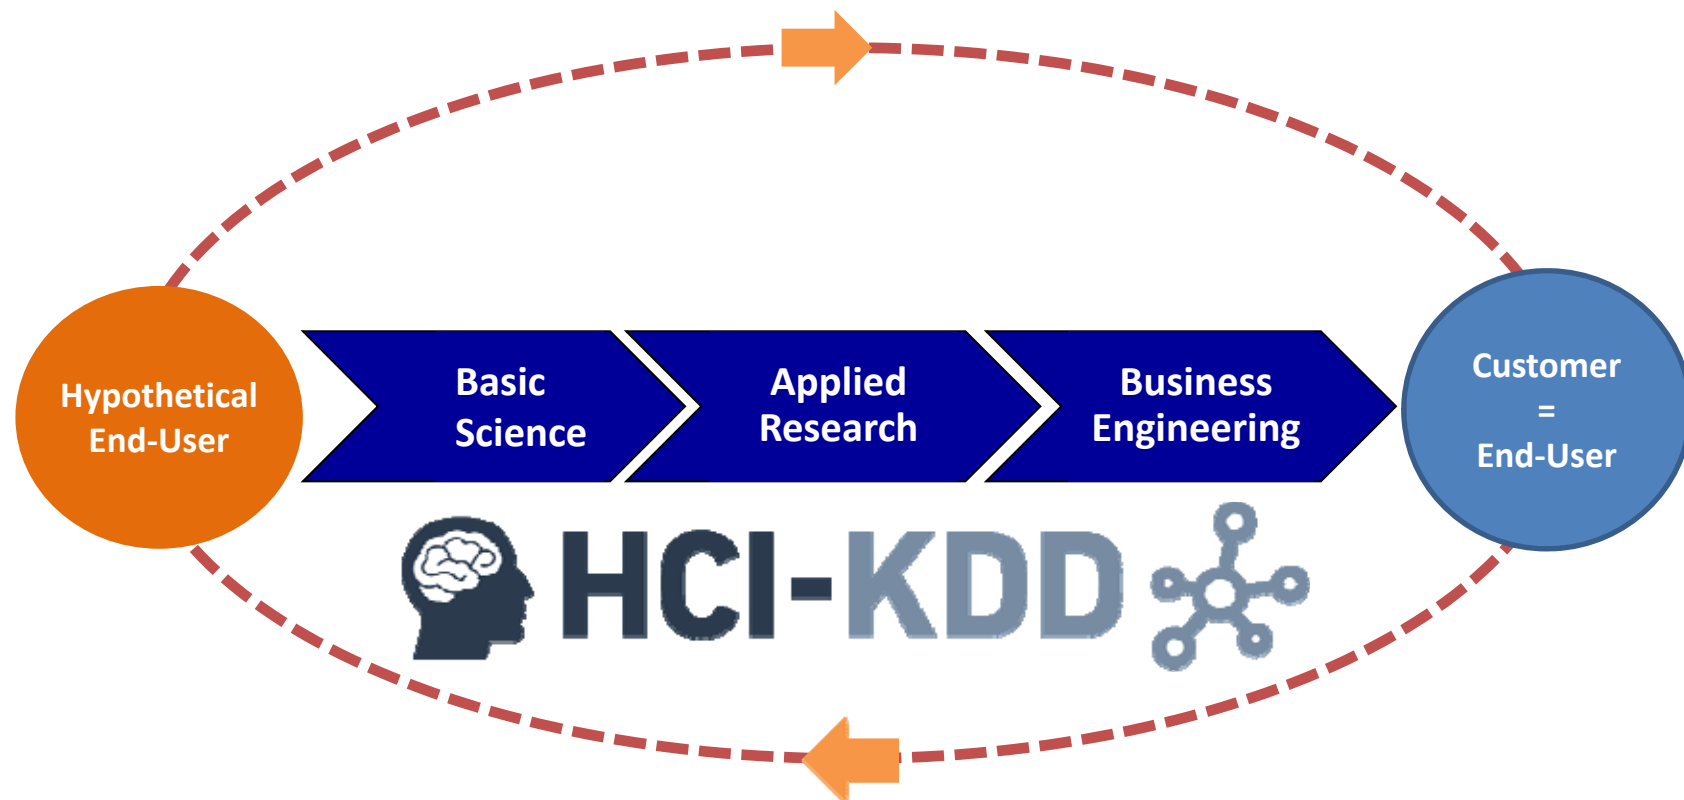 Hypothetical
End-User
Basic
Science
Applied
Research
Business
Engineering
Customer
=
End-User
HCI-KDD